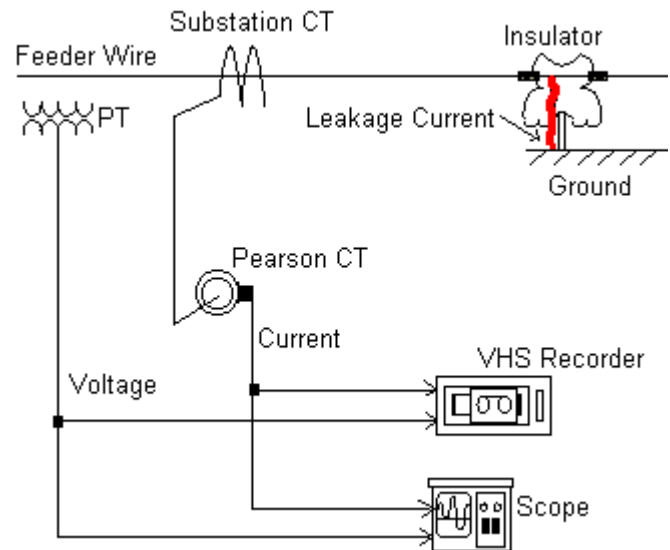 Substation CT
Insulator
Feeder Wire
PT
Leakage Current
Ground
Pearson CT
Current
VHS Recorder
Voltage
Scope